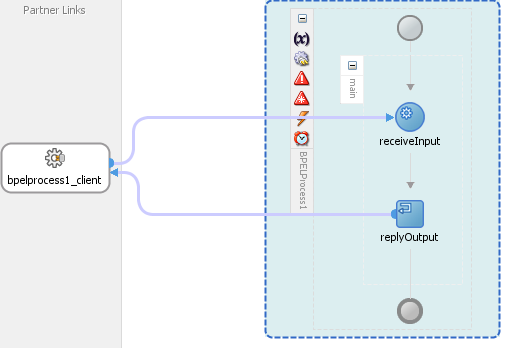 Partner Links
(x)
main
receiveInput
bpelprocess1_client
BPELProcess1
replyOutput